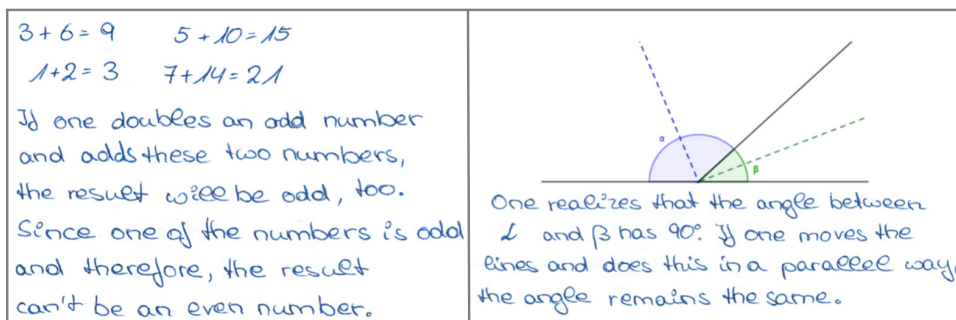 3+6=9 5+10=15
1+2=3 7+14=21
If one doubles an odd number
and adds these two numbers,
the result will be odd, too.
Since one of the numbers is odd
and therefore, the result
can't be an even number.
α
β
One realizes that the angle between
α and β has 90°. If one moves the
lines and does this in a parallel way,
the angle remains the same.